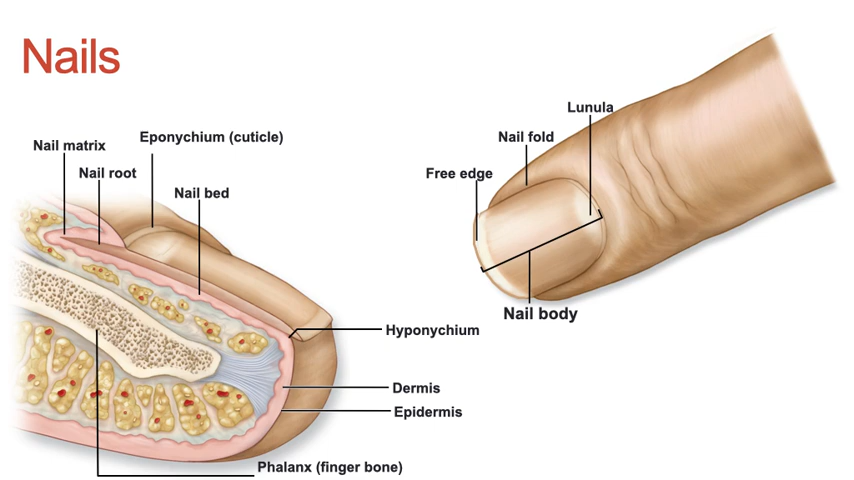 Nails
Nail matrix
Eponychium (cuticle)
Nail root
Nail bed
Lunula
Nail fold
Free edge
Nail body
Hyponychium
Dermis
Epidermis
Phalanx (finger bone)